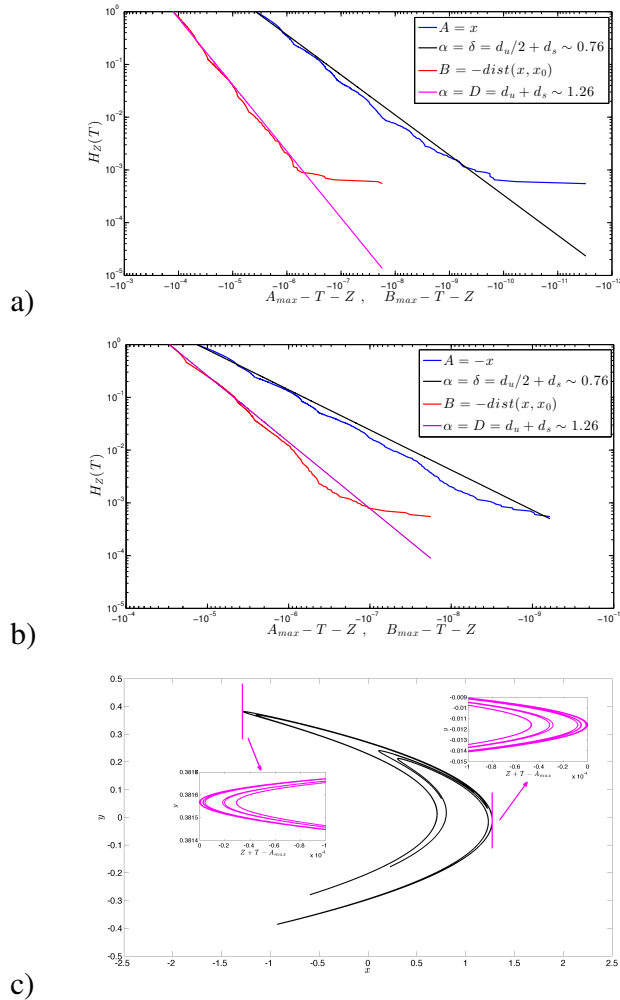 10^0
10^-1
10^-2
10^-3
10^-4
10^-5
H_Z(T)
A = x
α = δ = d_u/2 + d_s ∼ 0.76
B = −dist(x, x_0)
α = D = d_u + d_s ∼ 1.26
−10^-3 −10^-4 −10^-5 −10^-6 −10^-7 −10^-8 −10^-9 −10^-10 −10^-11 −10^-12
A_max − T − Z , B_max − T − Z
a)
10^0
10^-1
10^-2
10^-3
10^-4
10^-5
H_Z(T)
A = −x
α = δ = d_u/2 + d_s ∼ 0.76
B = −dist(x, x_0)
α = D = d_u + d_s ∼ 1.26
−10^-4 −10^-5 −10^-6 −10^-7 −10^-8 −10^-9 −10^-1
A_max − T − Z , B_max − T − Z
b)
0.5
0.4
0.3
0.2
0.1
0
-0.1
-0.2
-0.3
-0.4
-0.5
y
-0.009
-0.01
-0.011
-0.012
-0.013
-0.014
-0.015
y
-1 -0.8 -0.6 -0.4 -0.2 0
Z + T − A_max
0.3816
0.3815
0.3814
y
0 -0.2 -0.4 -0.6 -0.8 -1
Z + T − A_max
-2.5 -2 -1.5 -1 -0.5 0 0.5 1 1.5 2 2.5
x
c)